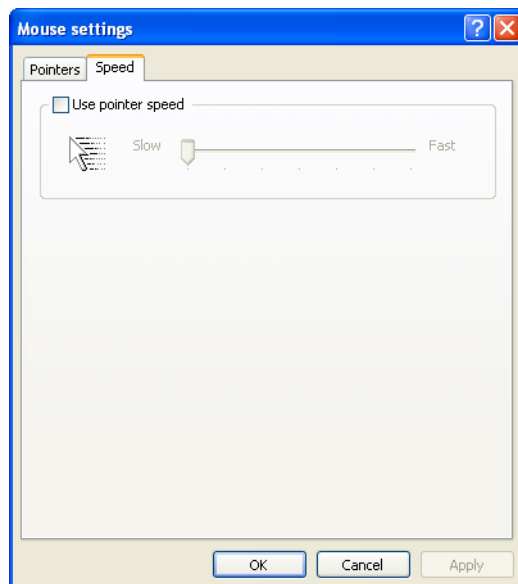 Mouse settings
Pointers Speed
Use pointer speed
Slow Fast
OK Cancel Apply